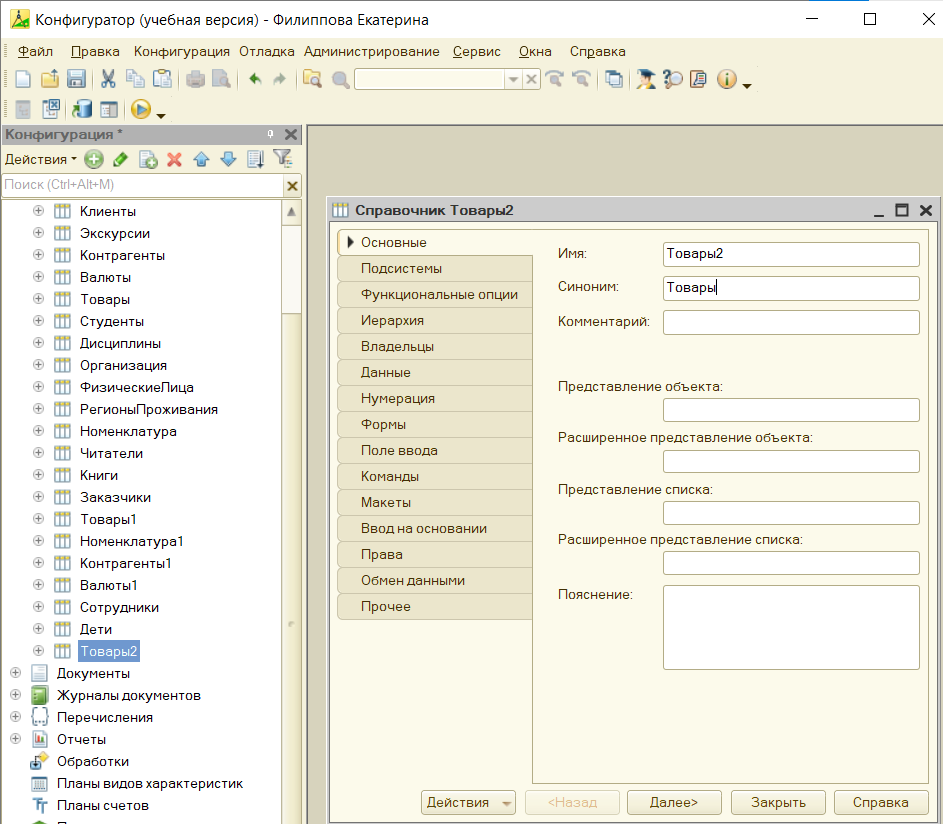 Конфигуратор (учебная версия) - Филиппова Екатерина
Файл Правка Конфигурация Отладка Администрирование Сервис Окна Справка
Конфигурация *
Действия
Поиск (Ctrl+Alt+M)
Клиенты
Экскурсии
Контрагенты
Валюты
Товары
Студенты
Дисциплины
Организация
ФизическиеЛица
РегионыПроживания
Номенклатура
Читатели
Книги
Заказчики
Товары1
Номенклатура1
Контрагенты1
Валюты1
Сотрудники
Дети
Товары2
Документы
Журналы документов
Перечисления
Отчеты
Обработки
Планы видов характеристик
Планы счетов
Справочник Товары2
Основные
Подсистемы
Функциональные опции
Иерархия
Владельцы
Данные
Нумерация
Формы
Поле ввода
Команды
Макеты
Ввод на основании
Права
Обмен данными
Прочее
Имя: Товары2
Синоним: Товары
Комментарий:
Представление объекта:
Расширенное представление объекта:
Представление списка:
Расширенное представление списка:
Пояснение:
Действия <Назад Далее> Закрыть Справка